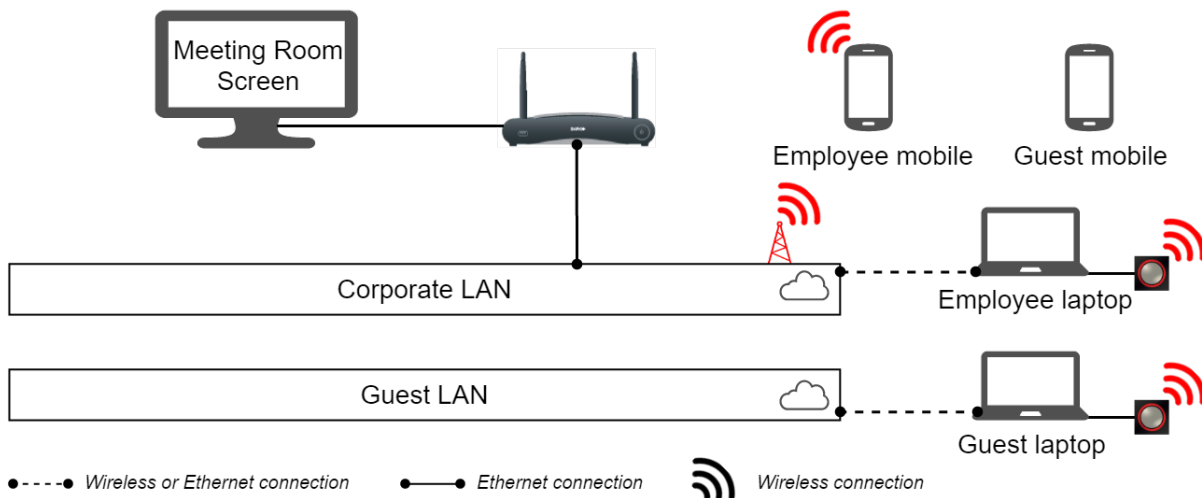 Meeting Room
Screen
Employee mobile
Guest mobile
Corporate LAN
Employee laptop
Guest LAN
Guest laptop
Wireless or Ethernet connection
Ethernet connection
Wireless connection